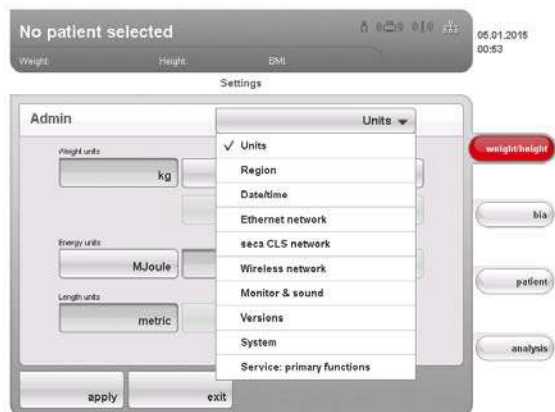 No patient selected
05.01.2015
00:53
Weight: Height: BMI:
Settings
Admin
Units
weight/height
bia
patient
analysis
Weight units
kg
Energy units
MJoule
Length units
metric
✓ Units
Region
Date/time
Ethernet network
seca CLS network
Wireless network
Monitor & sound
Versions
System
Service: primary functions
apply exit